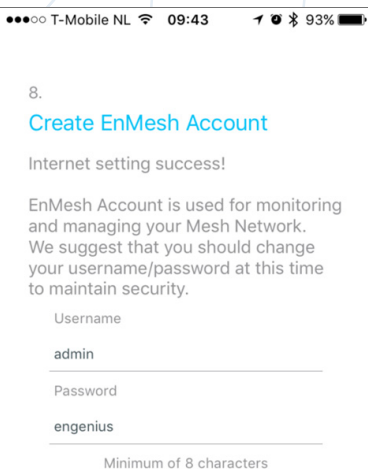 T-Mobile NL 09:43 93%
8.
Create EnMesh Account
Internet setting success!
EnMesh Account is used for monitoring
and managing your Mesh Network.
We suggest that you should change
your username/password at this time
to maintain security.
Username
admin
Password
engenius
Minimum of 8 characters